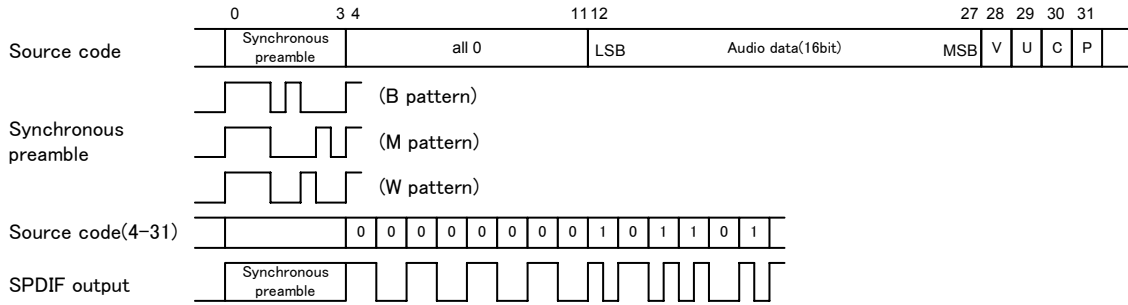 0 3 4 11 12 27 28 29 30 31
Source code Synchronous preamble all 0 LSB Audio data(16bit) MSB V U C P
(B pattern)
Synchronous preamble (M pattern)
(W pattern)
Source code(4-31) 0 0 0 0 0 0 0 0 1 0 1 1 0 1
SPDIF output Synchronous preamble